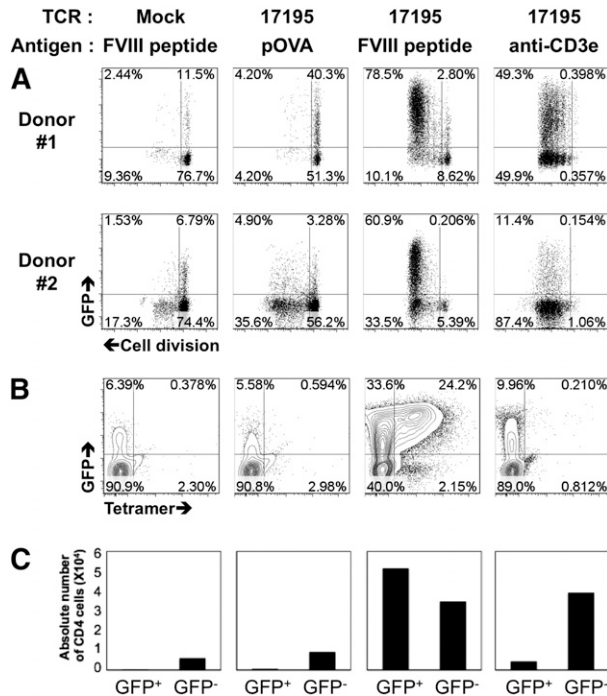 TCR : Mock 17195 17195 17195
Antigen: FVIII peptide pOVA FVIII peptide anti-CD3e
A
Donor #1
2.44% 11.5% 4.20% 40.3% 78.5% 2.80% 49.3% 0.398%
9.36% 76.7% 4.20% 51.3% 10.1% 8.62% 49.9% 0.357%
Donor #2
1.53% 6.79% 4.90% 3.28% 60.9% 0.206% 11.4% 0.154%
GFP➔
17.3% 74.4% 35.6% 56.2% 33.5% 5.39% 87.4% 1.06%
←Cell division
B
6.39% 0.378% 5.58% 0.594% 33.6% 24.2% 9.96% 0.210%
GFP➔
90.9% 2.30% 90.8% 2.98% 40.0% 2.15% 89.0% 0.812%
Tetramer➔
C
Absolute number
of CD4 cells (X10⁴)
6
5
4
3
2
1
0
GFP⁺ GFP⁻ GFP⁺ GFP⁻ GFP⁺ GFP⁻ GFP⁺ GFP⁻